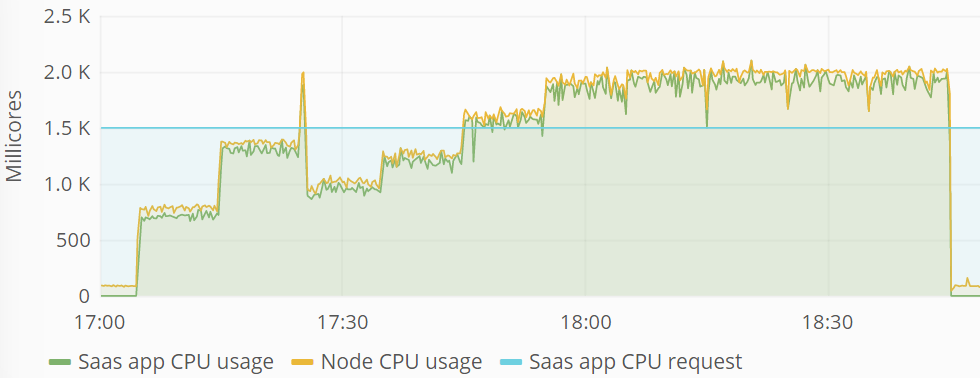 Millicores
2.5 K
2.0 K
1.5 K
1.0 K
500
0
17:00 17:30 18:00 18:30
Saas app CPU usage Node CPU usage Saas app CPU request